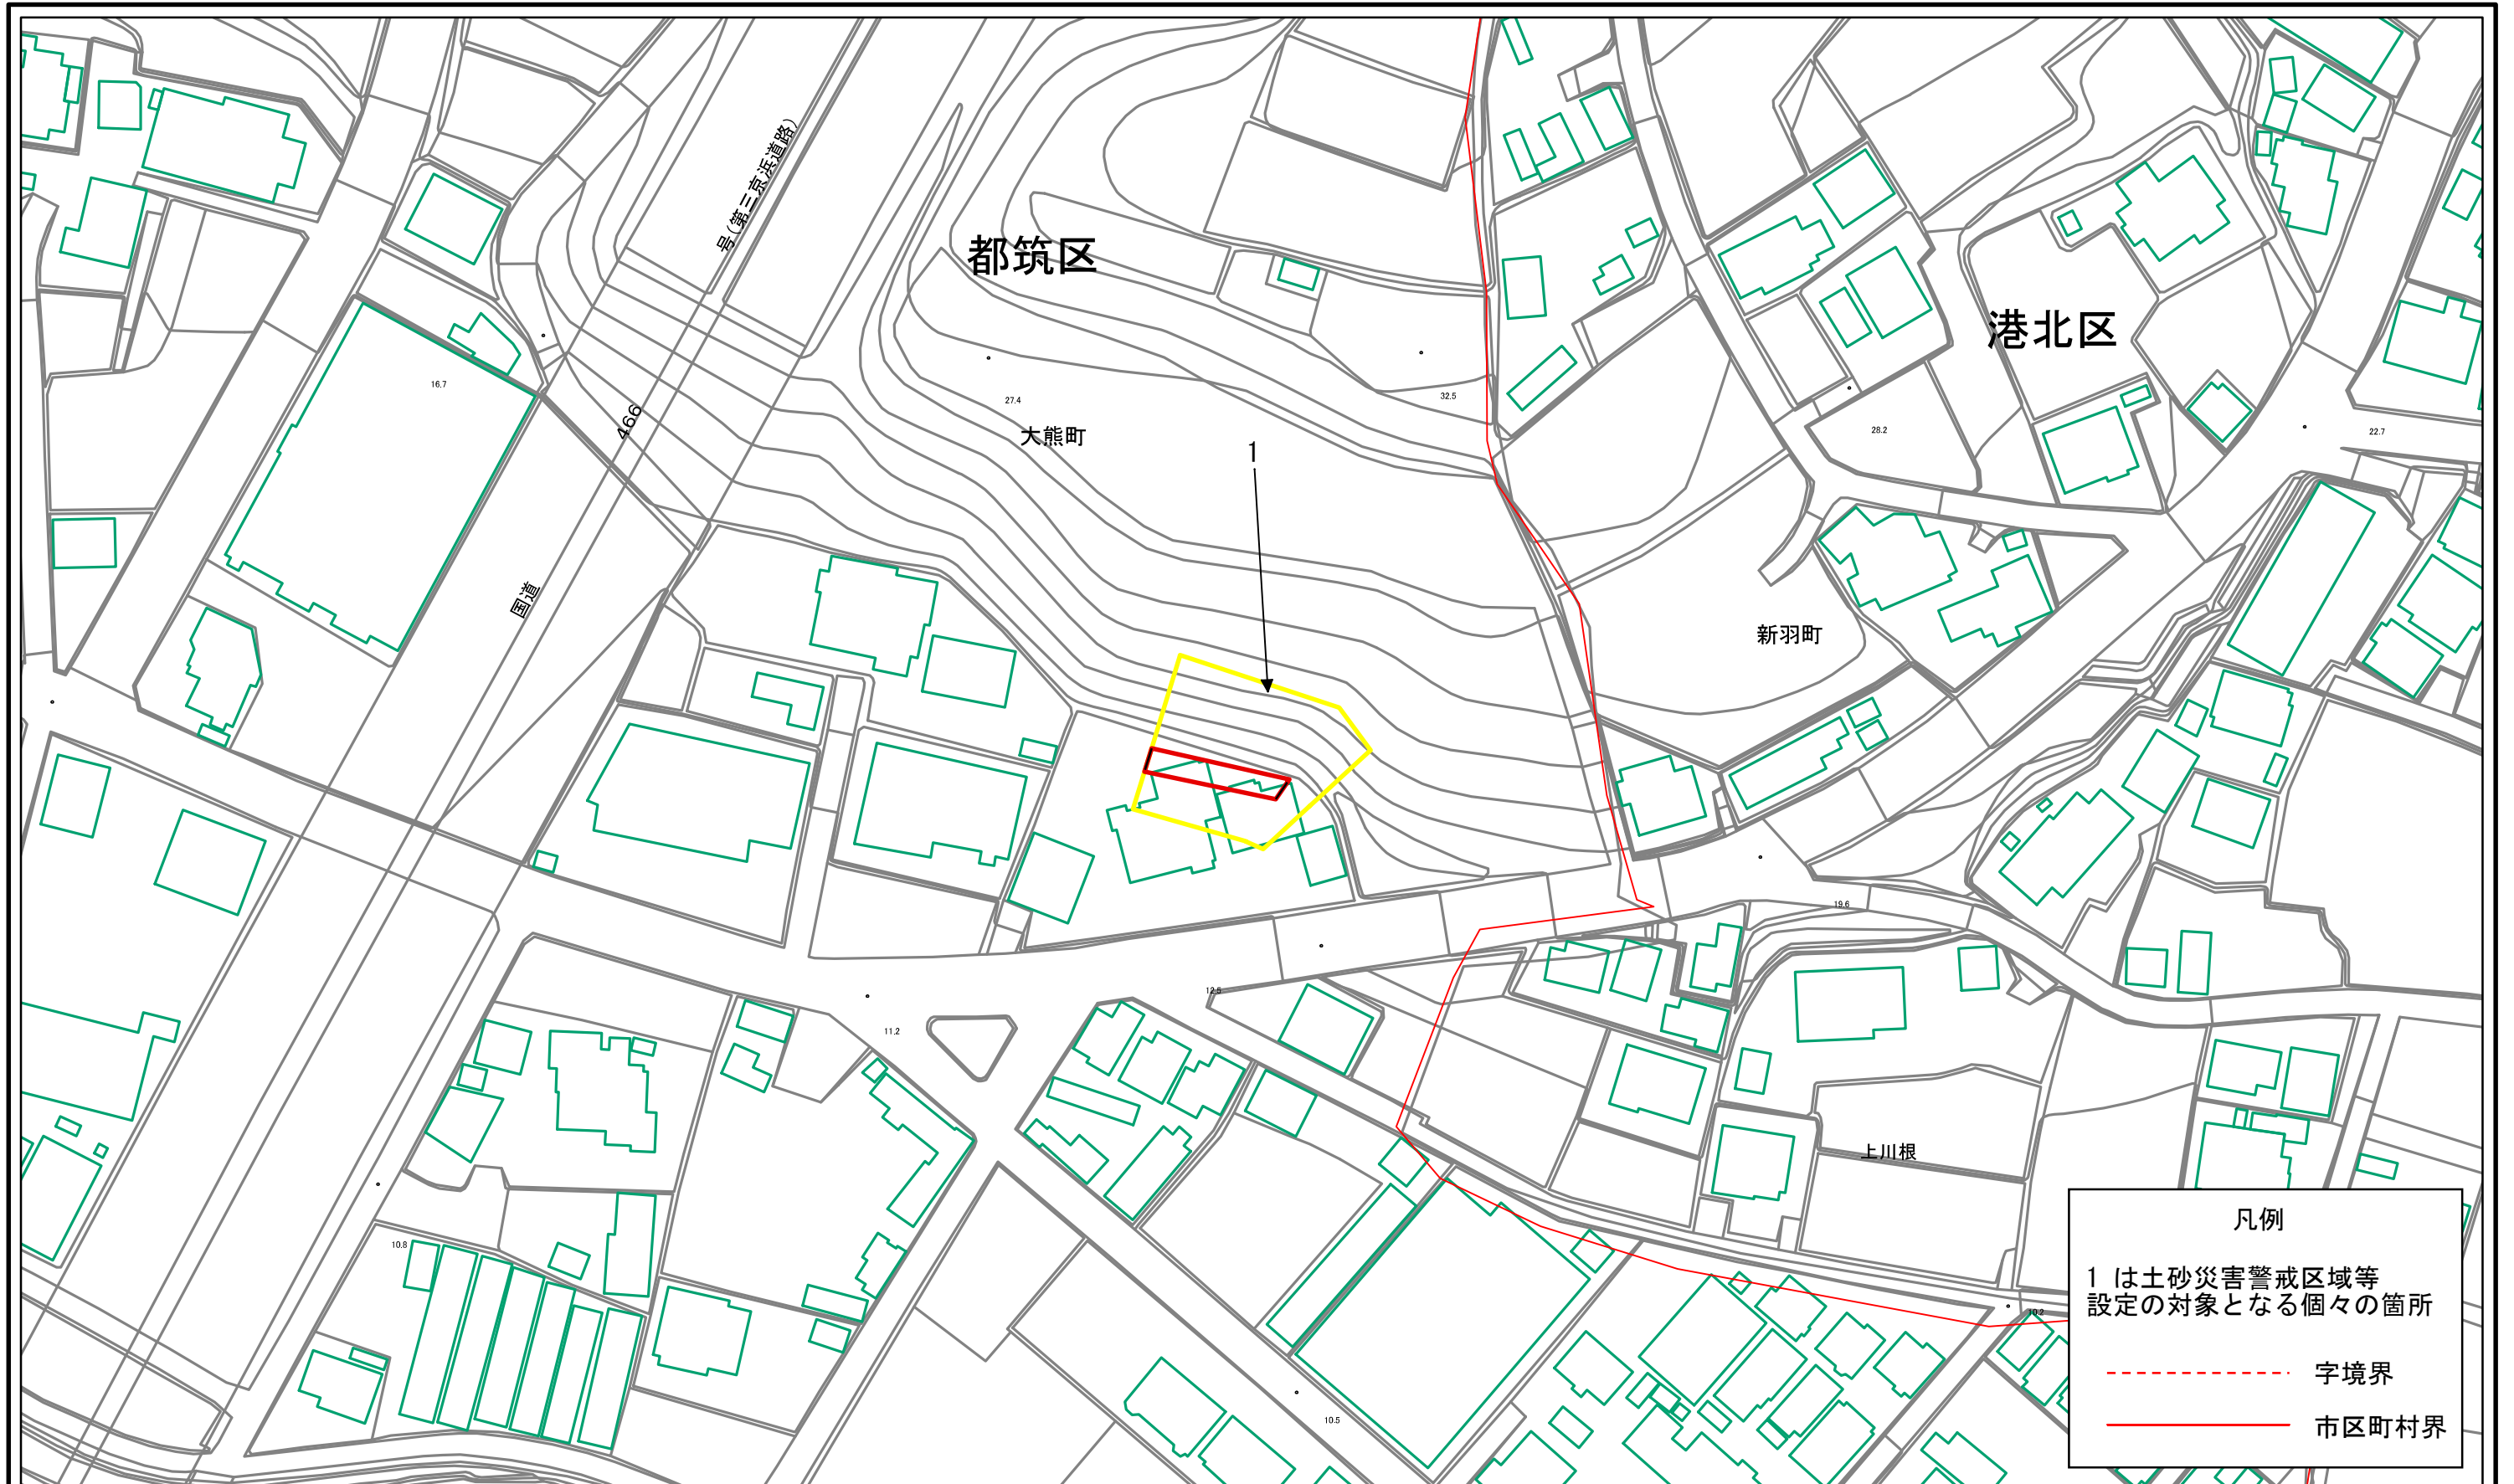 号(第三京浜道路)
都筑区
港北区
16.7
27.4
32.5
466
28.2
22.7
大熊町
1
国道
新羽町
19.6
12.5
11.2
上川根
10.8
10.2
10.5
凡例
1 は土砂災害警戒区域等
設定の対象となる個々の箇所
字境界
市区町村界